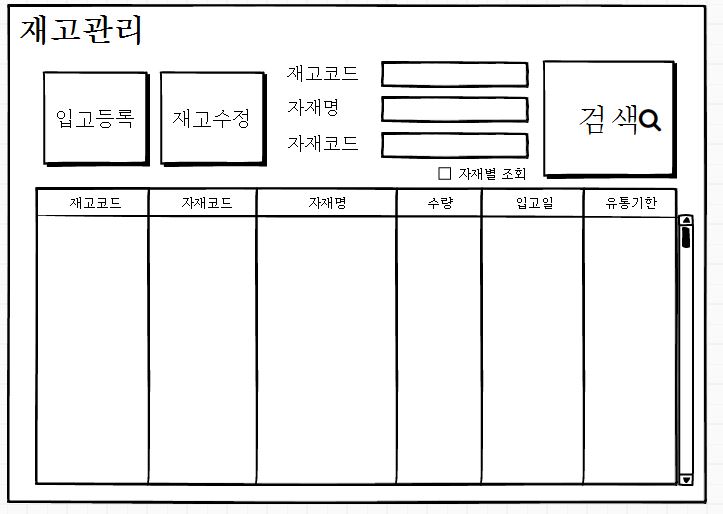 재고관리
입고등록
재고수정
재고코드
자재명
자재코드
자재별 조회
검색
재고코드 자재코드 자재명 수량 입고일 유통기한